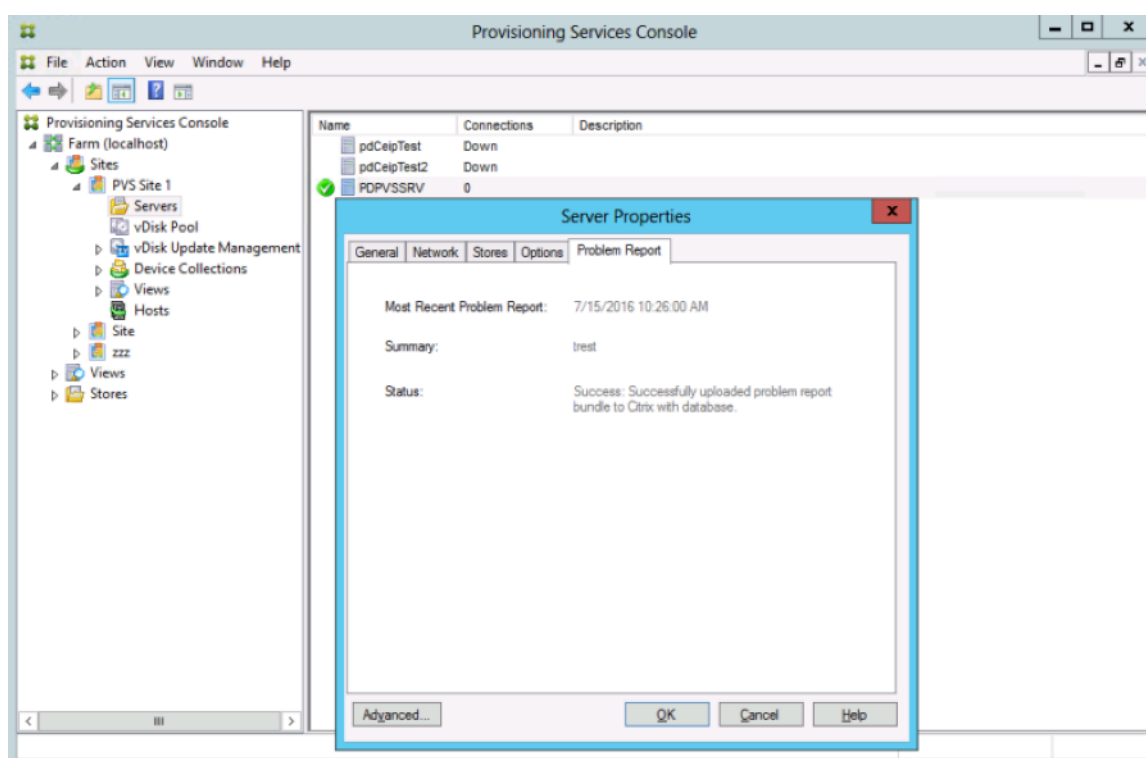 Provisioning Services Console
File Action View Window Help
Provisioning Services Console
Farm (localhost)
Sites
PVS Site 1
Servers
vDisk Pool
vDisk Update Management
Device Collections
Views
Hosts
Site
zzz
Views
Stores
Name Connections Description
pdCeipTest Down
pdCeipTest2 Down
PDPVSSRV 0
Server Properties
General Network Stores Options Problem Report
Most Recent Problem Report: 7/15/2016 10:26:00 AM
Summary: trest
Status: Success: Successfully uploaded problem report
bundle to Citrix with database.
Advanced... OK Cancel Help